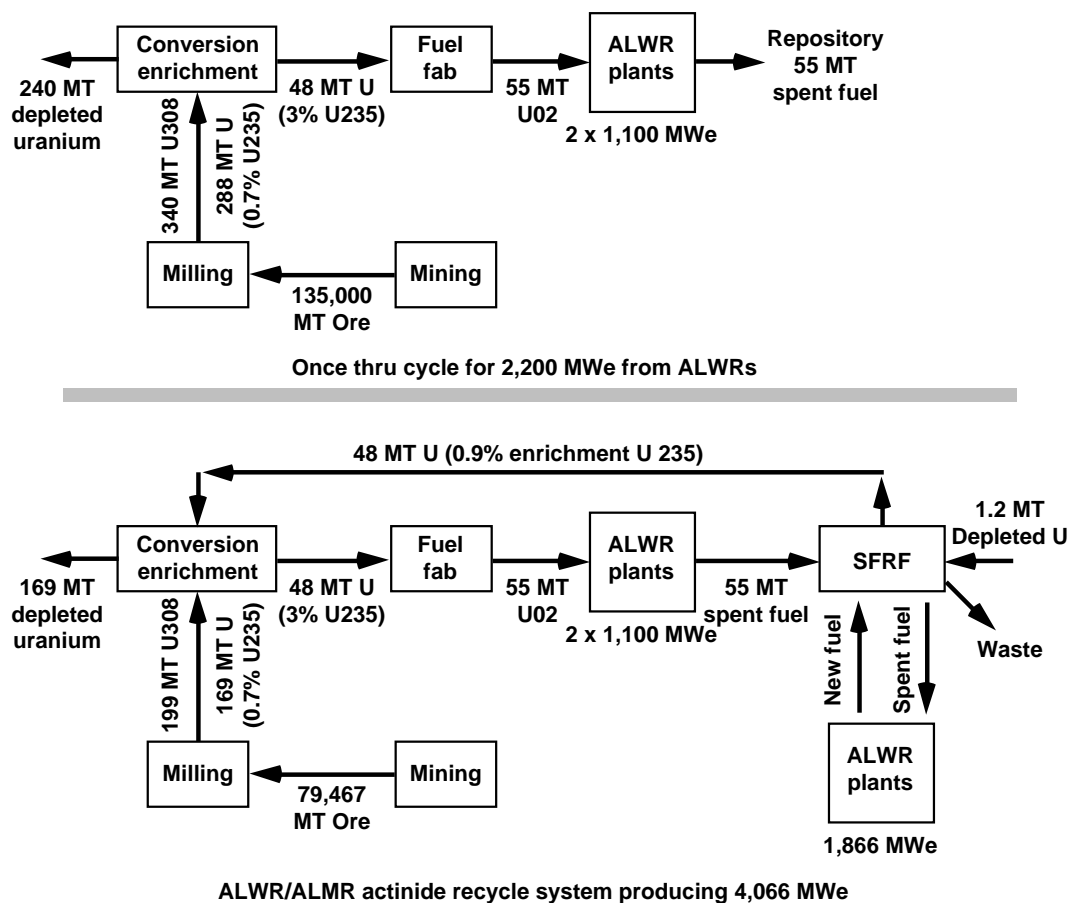 Conversion
enrichment
Fuel
fab
ALWR
plants
Repository
55 MT
spent fuel
240 MT
depleted
uranium
48 MT U
(3% U235)
55 MT
U02
2 x 1,100 MWe
340 MT U308
288 MT U
(0.7% U235)
Milling
Mining
135,000
MT Ore
Once thru cycle for 2,200 MWe from ALWRs
48 MT U (0.9% enrichment U 235)
Conversion
enrichment
Fuel
fab
ALWR
plants
SFRF
1.2 MT
Depleted U
169 MT
depleted
uranium
48 MT U
(3% U235)
55 MT
U02
2 x 1,100 MWe
55 MT
spent fuel
Waste
199 MT U308
169 MT U
(0.7% U235)
New fuel
Spent fuel
Milling
Mining
79,467
MT Ore
ALWR
plants
1,866 MWe
ALWR/ALMR actinide recycle system producing 4,066 MWe